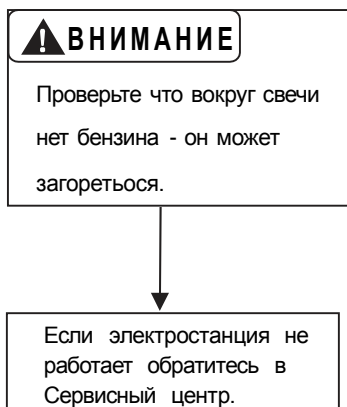 ВНИМАНИЕ
Проверьте что вокруг свечи
нет бензина - он может
загоретьося.
Если электростанция не
работает обратитесь в
Сервисный центр.